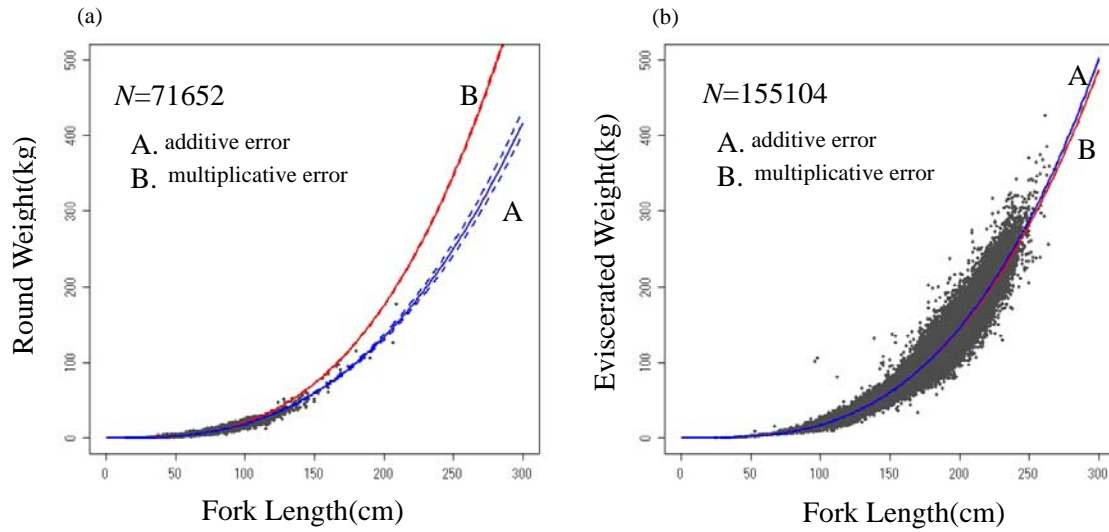 (a)
Round Weight(kg)
500
400
300
200
100
0
N=71652
A. additive error
B. multiplicative error
B
A
0 50 100 150 200 250 300
Fork Length(cm)
(b)
Eviscerated Weight(kg)
500
400
300
200
100
0
N=155104
A. additive error
B. multiplicative error
A
B
0 50 100 150 200 250 300
Fork Length(cm)